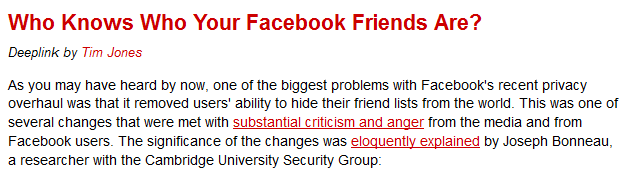 Who Knows Who Your Facebook Friends Are?
Deeplink by Tim Jones
As you may have heard by now, one of the biggest problems with Facebook's recent privacy
overhaul was that it removed users' ability to hide their friend lists from the world. This was one of
several changes that were met with substantial criticism and anger from the media and from
Facebook users. The significance of the changes was eloquently explained by Joseph Bonneau,
a researcher with the Cambridge University Security Group: